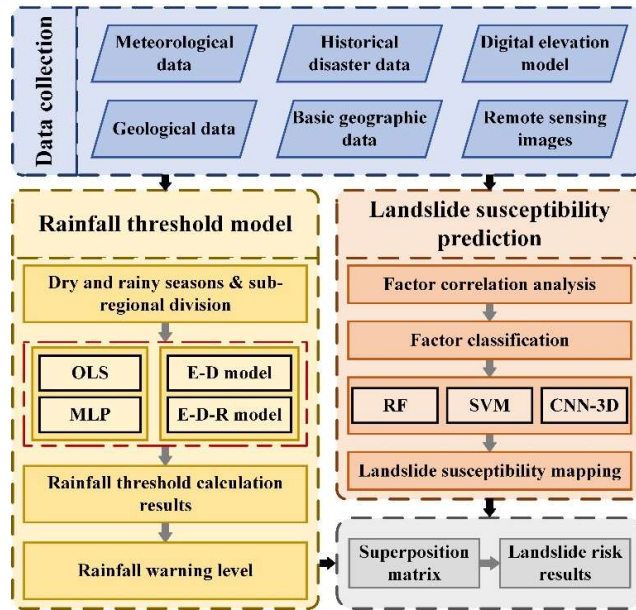 Data collection
Meteorological
data
Historical
disaster data
Digital elevation
model
Geological data
Basic geographic
data
Remote sensing
images
Rainfall threshold model
Dry and rainy seasons & sub-
regional division
OLS
MLP
E-D model
E-D-R model
Rainfall threshold calculation
results
Rainfall warning level
Landslide susceptibility
prediction
Factor correlation analysis
Factor classification
RF
SVM
CNN-3D
Landslide susceptibility mapping
Superposition
matrix
Landslide risk
results